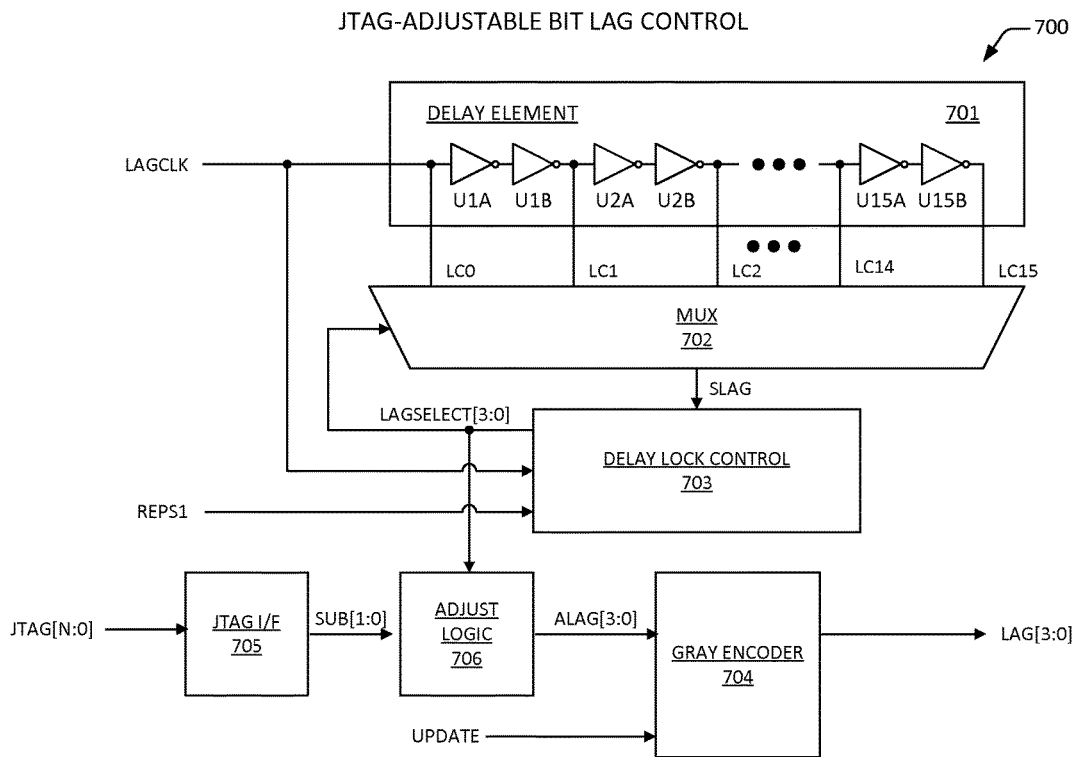 JTAG-ADJUSTABLE BIT LAG CONTROL
700
DELAY ELEMENT
701
LAGCLK
U1A
U1B
U2A
U2B
U15A
U15B
LC0
LC1
LC2
LC14
LC15
MUX
702
SLAG
LAGSELECT[3:0]
DELAY LOCK CONTROL
703
REPS1
JTAG[N:0]
JTAG I/F
705
SUB[1:0]
ADJUST
LOGIC
706
ALAG[3:0]
GRAY ENCODER
704
LAG[3:0]
UPDATE